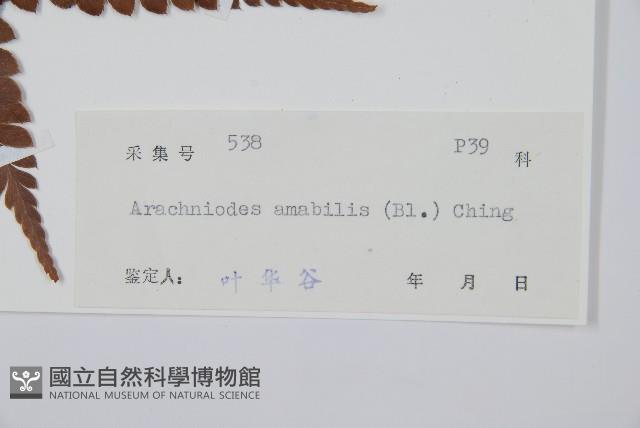 采集号 538 P39 科
Arachniodes amabilis (Bl.) Ching
鉴定人: 叶华谷 年 月 日
國立自然科學博物館
NATIONAL MUSEUM OF NATURAL SCIENCE